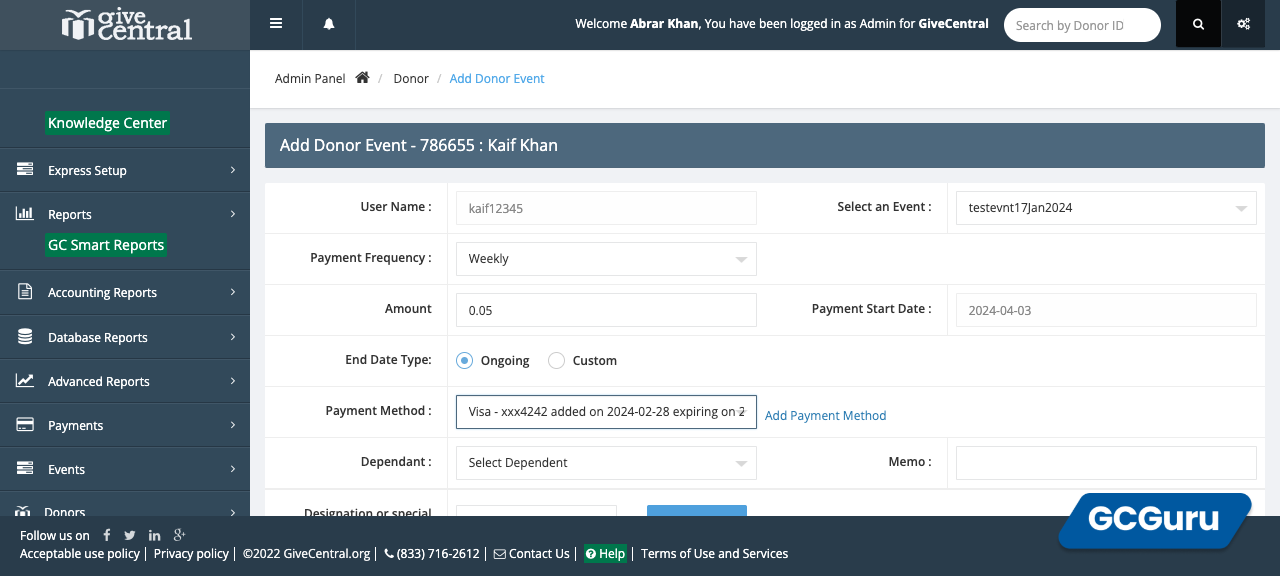 give central
Welcome Abrar Khan, You have been logged in as Admin for GiveCentral
Search by Donor ID
Admin Panel / Donor / Add Donor Event
Knowledge Center
Express Setup
Reports
GC Smart Reports
Accounting Reports
Database Reports
Advanced Reports
Payments
Events
Donors
Add Donor Event - 786655 : Kaif Khan
User Name : kaif12345
Select an Event : testevnt17Jan2024
Payment Frequency : Weekly
Amount 0.05
Payment Start Date : 2024-04-03
End Date Type: Ongoing Custom
Payment Method : Visa - xxx4242 added on 2024-02-28 expiring on 2 Add Payment Method
Dependant : Select Dependent
Memo :
Designation or special
GCGuru
Follow us on
Acceptable use policy | Privacy policy | ©2022 GiveCentral.org | (833) 716-2612 | Contact Us | Help | Terms of Use and Services